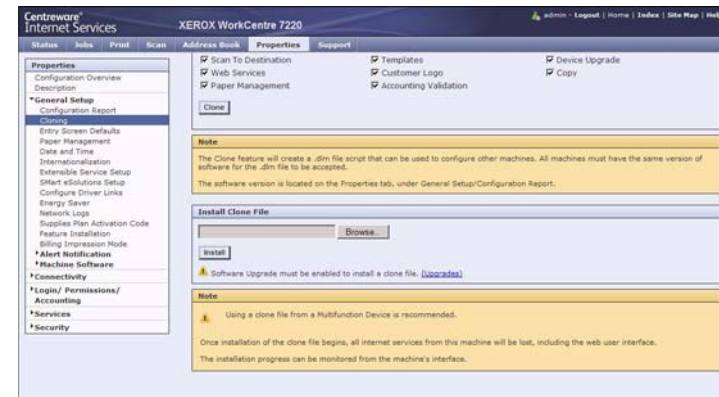 Centreware®
Internet Services
XEROX WorkCentre 7220
admin - Logout | Home | Index | Site Map | Hel
Status Jobs Print Scan Address Book Properties Support
Properties
Configuration Overview
Description
General Setup
Configuration Report
Cloning
Entry Screen Defaults
Paper Management
Date and Time
Internationalization
Extensible Service Setup
SMart eSolutions Setup
Configure Driver Links
Energy Saver
Network Logs
Supplies Plan Activation Code
Feature Installation
Billing Impression Mode
Alert Notification
Machine Software
Connectivity
Login/ Permissions/
Accounting
Services
Security
Scan To Destination Templates Device Upgrade
Web Services Customer Logo Copy
Paper Management Accounting Validation
Clone
Note
The Clone feature will create a .dlm file script that can be used to configure other machines. All machines must have the same version of
software for the .dlm file to be accepted.
The software version is located on the Properties tab, under General Setup/Configuration Report.
Install Clone File
Browse...
Install
Software Upgrade must be enabled to install a clone file. (Upgrades)
Note
Using a clone file from a Multifunction Device is recommended.
Once installation of the clone file begins, all internet services from this machine will be lost, including the web user interface.
The installation progress can be monitored from the machine's interface.